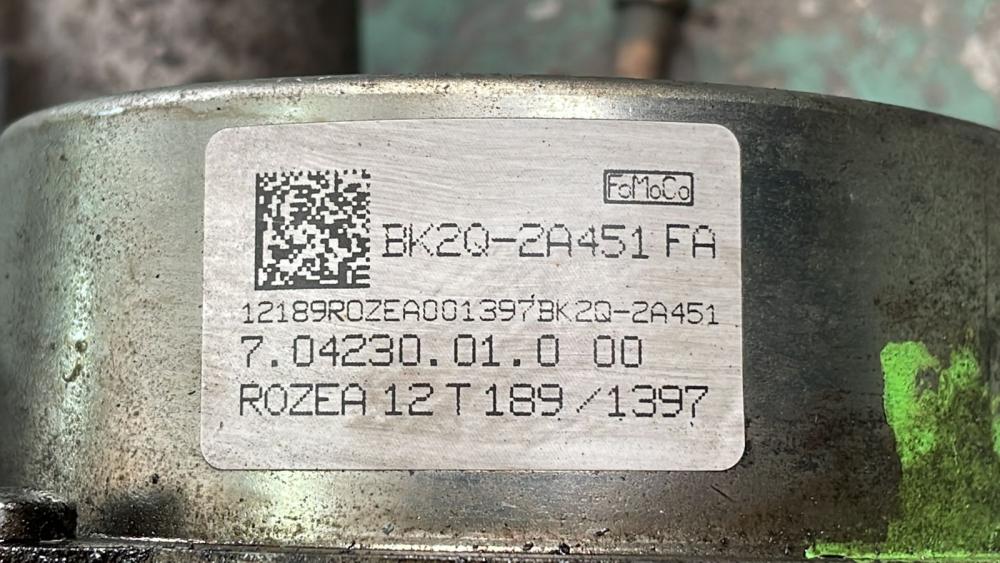 FoMoCo
BK2Q-2A451 FA
12189ROZEA001397BK2Q-2A451
7.04230.01.0 00
ROZEA 12 T 189 /1397